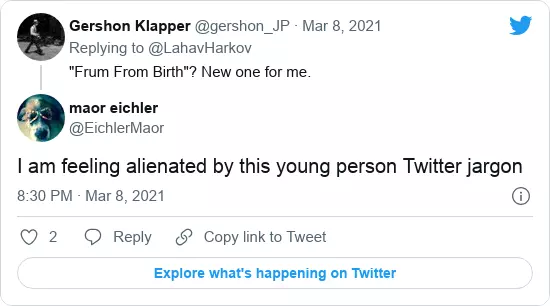 Gershon Klapper @gershon_JP · Mar 8, 2021
Replying to @LahavHarkov
"Frum From Birth"? New one for me.
maor eichler
@EichlerMaor
I am feeling alienated by this young person Twitter jargon
8:30 PM · Mar 8, 2021
2 Reply Copy link to Tweet
Explore what's happening on Twitter